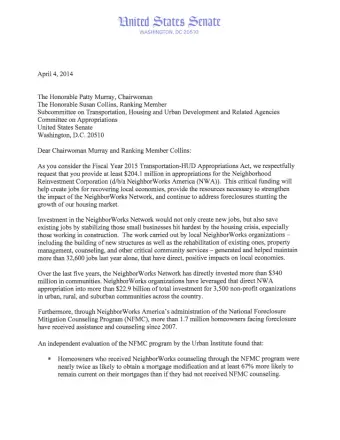 United States Senate
WASHINGTON, DC 20510
April 4, 2014
The Honorable Patty Murray, Chairwoman
The Honorable Susan Collins, Ranking Member
Subcommittee on Transportation, Housing and Urban Development and Related Agencies
Committee on Appropriations
United States Senate
Washington, D.C. 20510
Dear Chairwoman Murray and Ranking Member Collins:
As you consider the Fiscal Year 2015 Transportation-HUD Appropriations Act, we respectfully
request that you provide at least $204.1 million in appropriations for the Neighborhood
Reinvestment Corporation (d/b/a NeighborWorks America (NWA)). This critical funding will
help create jobs for recovering local economies, provide the resources necessary to strengthen
the impact of the NeighborWorks Network, and continue to address foreclosures stunting the
growth of our housing market.
Investment in the NeighborWorks Network would not only create new jobs, but also save
existing jobs by stabilizing those small businesses hit hardest by the housing crisis, especially
those working in construction. The work carried out by local NeighborWorks organizations –
including the building of new structures as well as the rehabilitation of existing ones, property
management, counseling, and other critical community services – generated and helped maintain
more than 32,600 jobs last year alone, that have direct, positive impacts on local economies.
Over the last five years, the NeighborWorks Network has directly invested more than $340
million in communities. NeighborWorks organizations have leveraged that direct NWA
appropriation into more than $22.9 billion of total investment for 3,500 non-profit organizations
in urban, rural, and suburban communities across the country.
Furthermore, through NeighborWorks America's administration of the National Foreclosure
Mitigation Counseling Program (NFMC), more than 1.7 million homeowners facing foreclosure
have received assistance and counseling since 2007.
An independent evaluation of the NFMC program by the Urban Institute found that:
• Homeowners who received NeighborWorks counseling through the NFMC program were
nearly twice as likely to obtain a mortgage modification and at least 67% more likely to
remain current on their mortgages than if they had not received NFMC counseling.